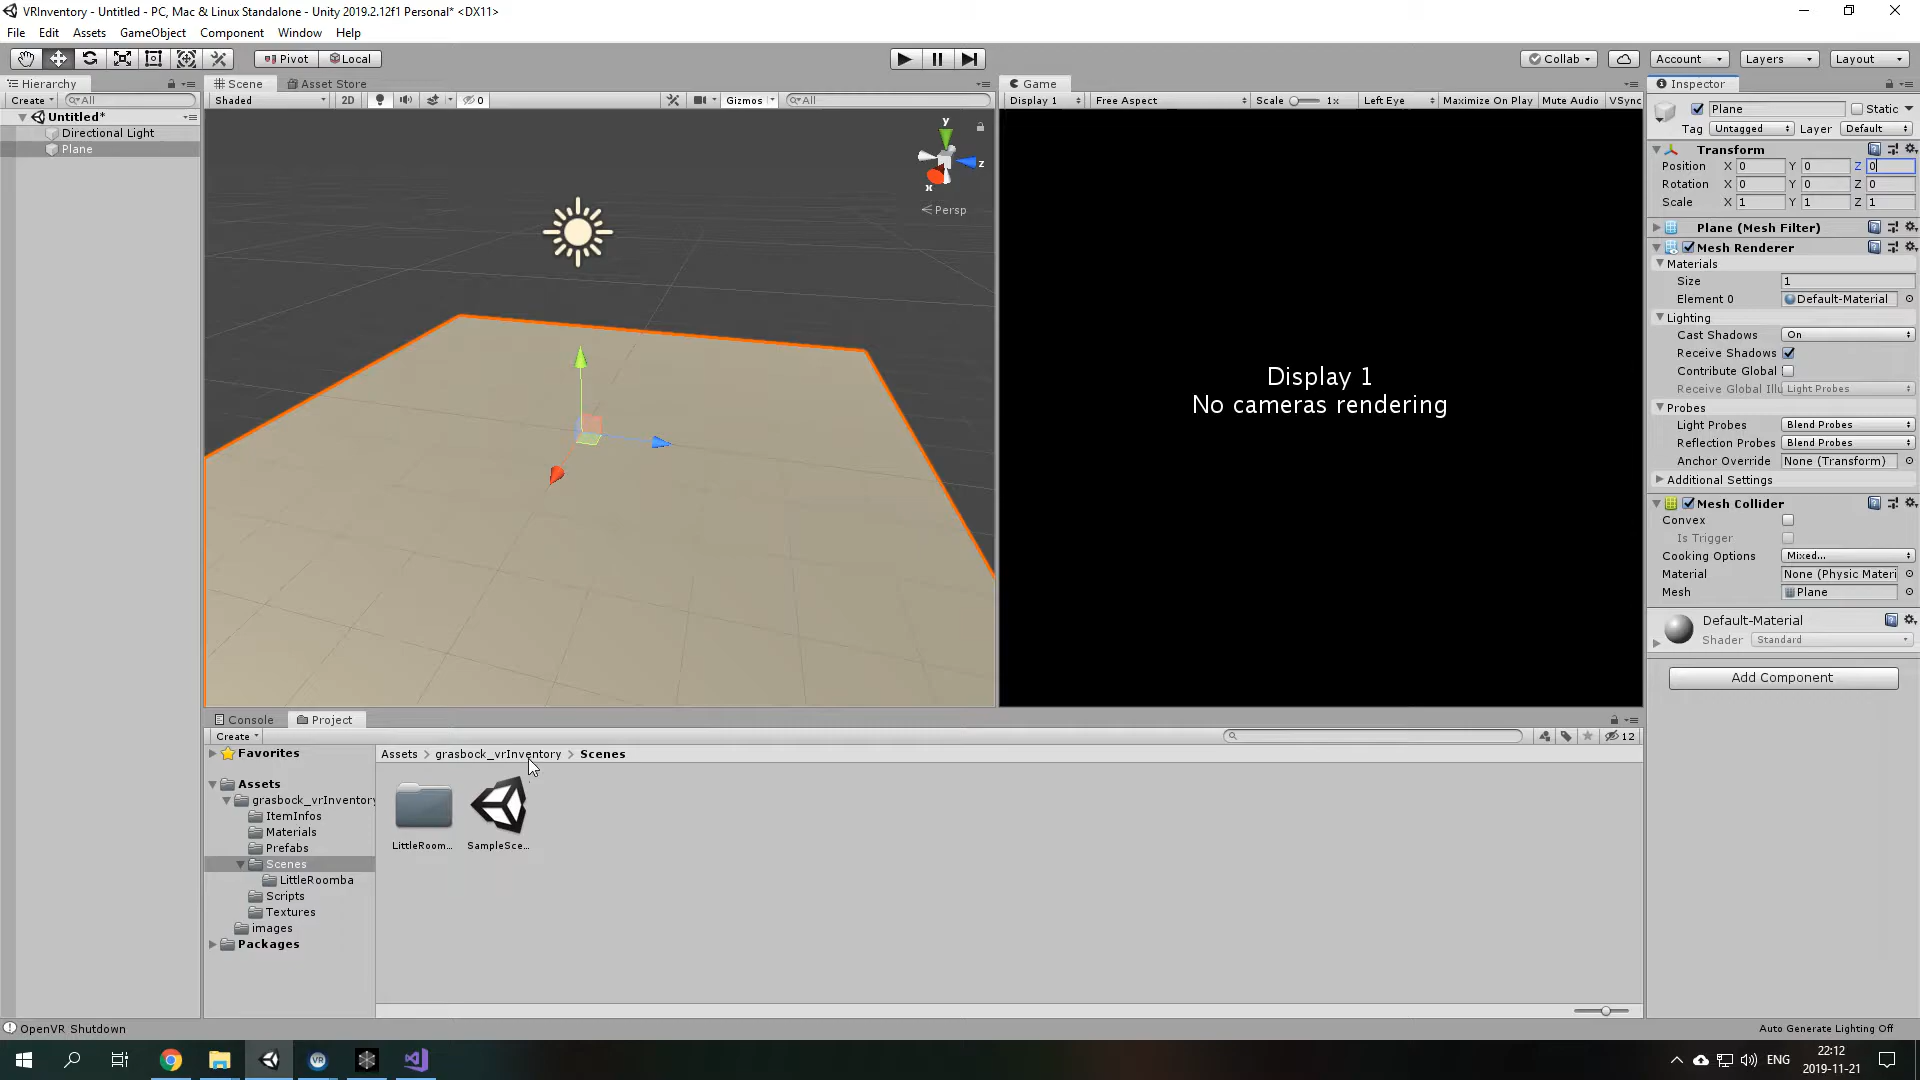 VRInventory - Untitled - PC, Mac & Linux Standalone - Unity 2019.2.12f1 Personal* <DX11>
File Edit Assets GameObject Component Window Help
Pivot Local Collab Account Layers Layout
Hierarchy
Create All
Untitled*
Directional Light
Plane
Scene Asset Store
Shaded 2D 0 Gizmos All
y
z
x
Persp
Game
Display 1 Free Aspect Scale 1x Left Eye Maximize On Play Mute Audio VSync
Display 1
No cameras rendering
Inspector
Plane Static
Tag Untagged Layer Default
Transform
Position X 0 Y 0 Z 0
Rotation X 0 Y 0 Z 0
Scale X 1 Y 1 Z 1
Plane (Mesh Filter)
Mesh Renderer
Materials
Size 1
Element 0 Default-Material
Lighting
Cast Shadows On
Receive Shadows
Contribute Global
Receive Global Illu Light Probes
Probes
Light Probes Blend Probes
Reflection Probes Blend Probes
Anchor Override None (Transform)
Additional Settings
Mesh Collider
Convex
Is Trigger
Cooking Options Mixed...
Material None (Physic Materi
Mesh Plane
Default-Material
Shader Standard
Add Component
Console Project
Create 12
Favorites
Assets
grasbock_vrInventory
ItemInfos
Materials
Prefabs
Scenes
LittleRoomba
Scripts
Textures
images
Packages
Assets > grasbock_vrInventory > Scenes
LittleRoom... SampleSce...
OpenVR Shutdown
Auto Generate Lighting Off
VR
ENG 22:12
2019-11-21